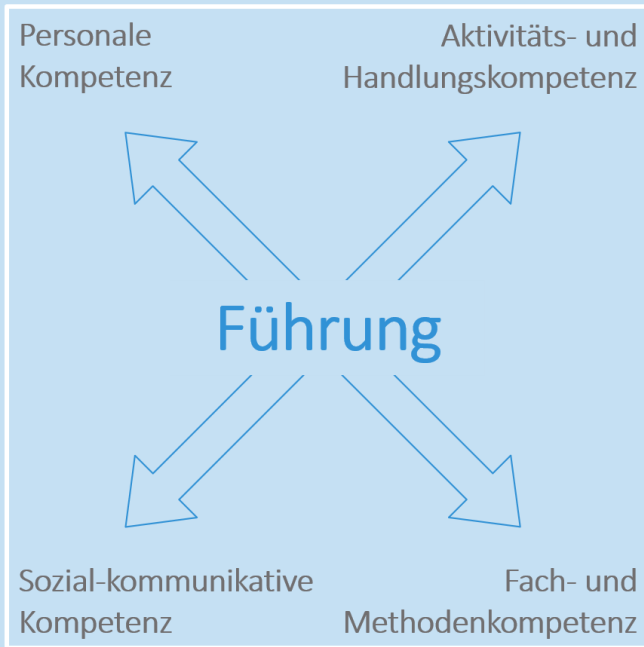 Personale
Kompetenz
Aktivitäts- und
Handlungskompetenz
Führung
Sozial-kommunikative
Kompetenz
Fach- und
Methodenkompetenz